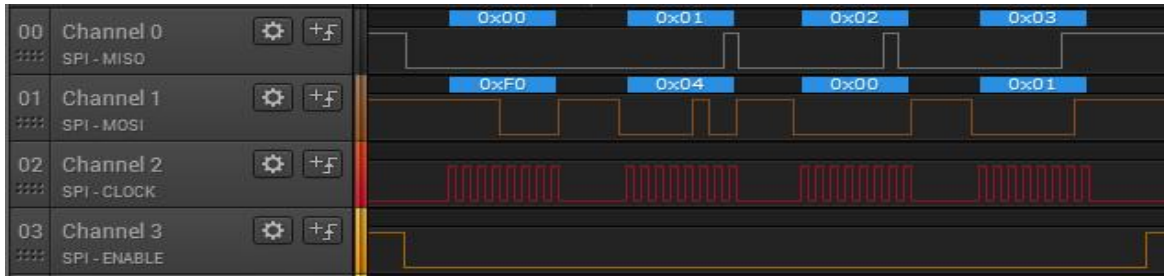 0x00 0x01 0x02 0x03
00 Channel 0
SPI - MISO
0xF0 0x04 0x00 0x01
01 Channel 1
SPI - MOSI
02 Channel 2
SPI - CLOCK
03 Channel 3
SPI - ENABLE